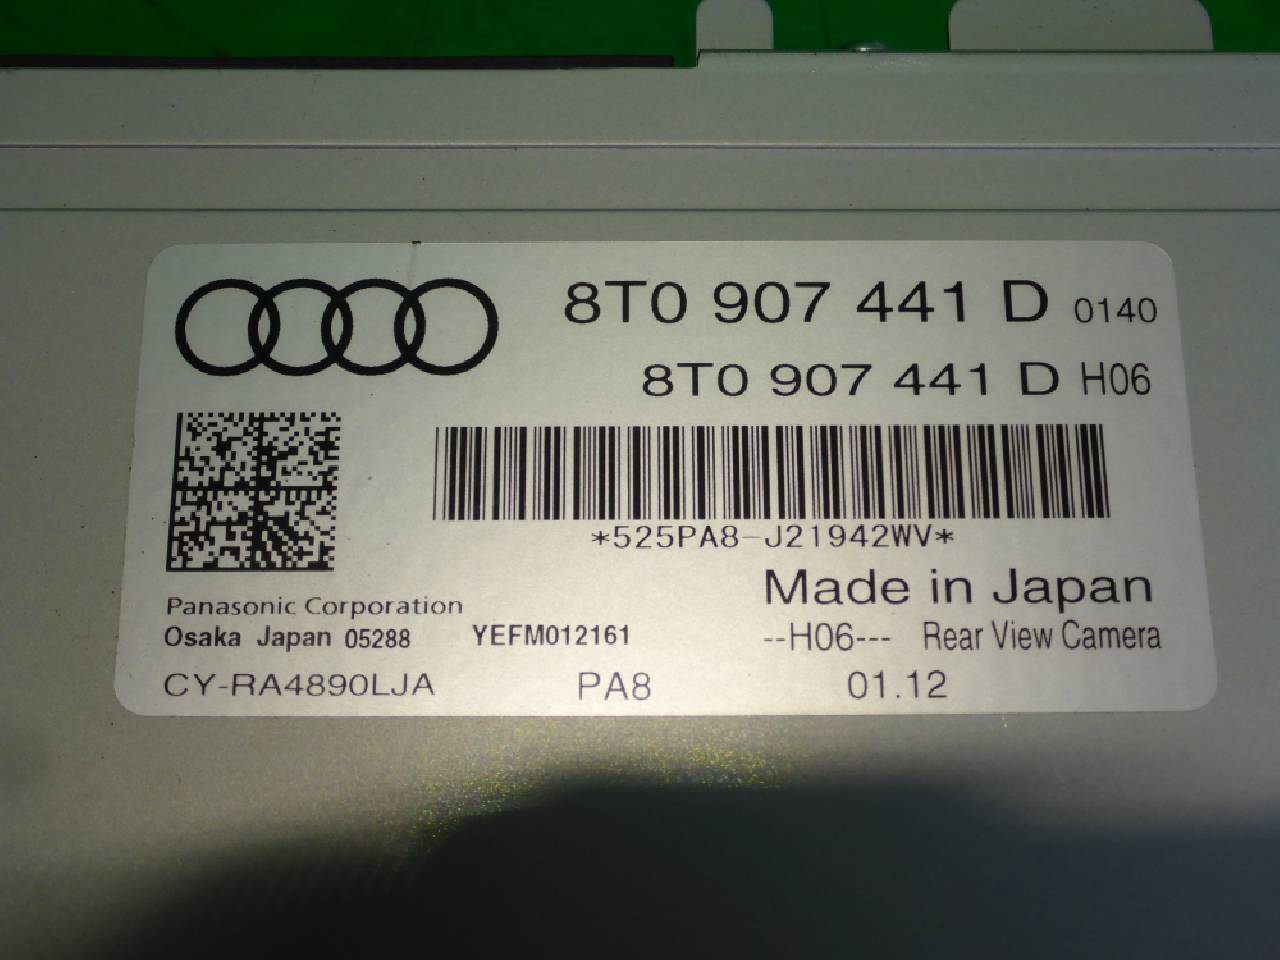 8T0 907 441 D 0140
8T0 907 441 D H06
*525PA8-J21942WV*
Made in Japan
Panasonic Corporation
Osaka Japan 05288 YEFM012161 --H06--- Rear View Camera
CY-RA4890LJA PA8 01.12